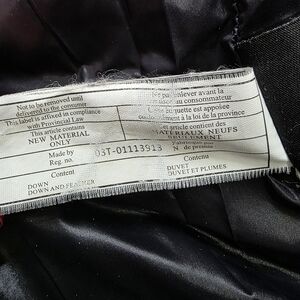 Not to be removed until
delivered to the consumer
This label is affixed in compliance
with Provincial Law
This article contains
NEW MATERIAL
ONLY
Made by
Reg. no.
03T-01113913
Content
DOWN
DOWN AND FEATHER
Ne pas enlever avant la
livraison au consommateur
Cette étiquette est apposée
conformément à la loi de la
province
Cet article contient des
MATÉRIAUX NEUFS
SEULEMENT
Fabriqué par
N de permis
Contenu
DUVET
DUVET ET PLUMES